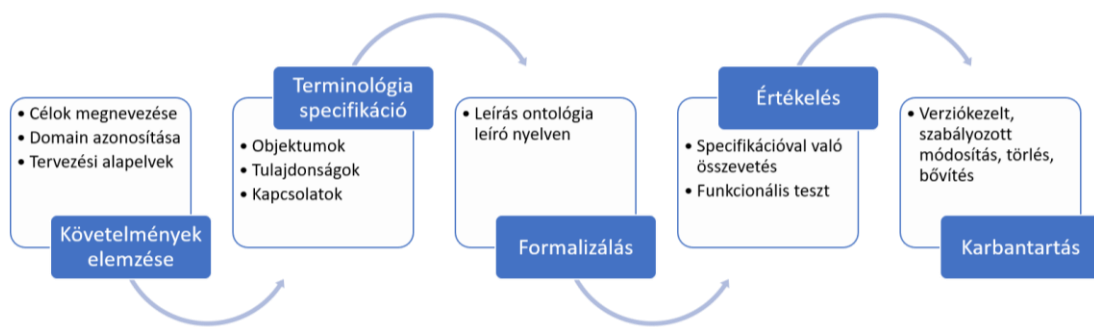 • Célok megnevezése
• Domain azonosítása
• Tervezési alapelvek
Követelmények
elemzése
Terminológia
specifikáció
• Objektumok
• Tulajdonságok
• Kapcsolatok
• Leírás ontológia
leíró nyelven
Formalizálás
Értékelés
• Specifikációval való
összevetés
• Funkcionális teszt
• Verziókezelt,
szabályozott
módosítás, törlés,
bővítés
Karbantartás